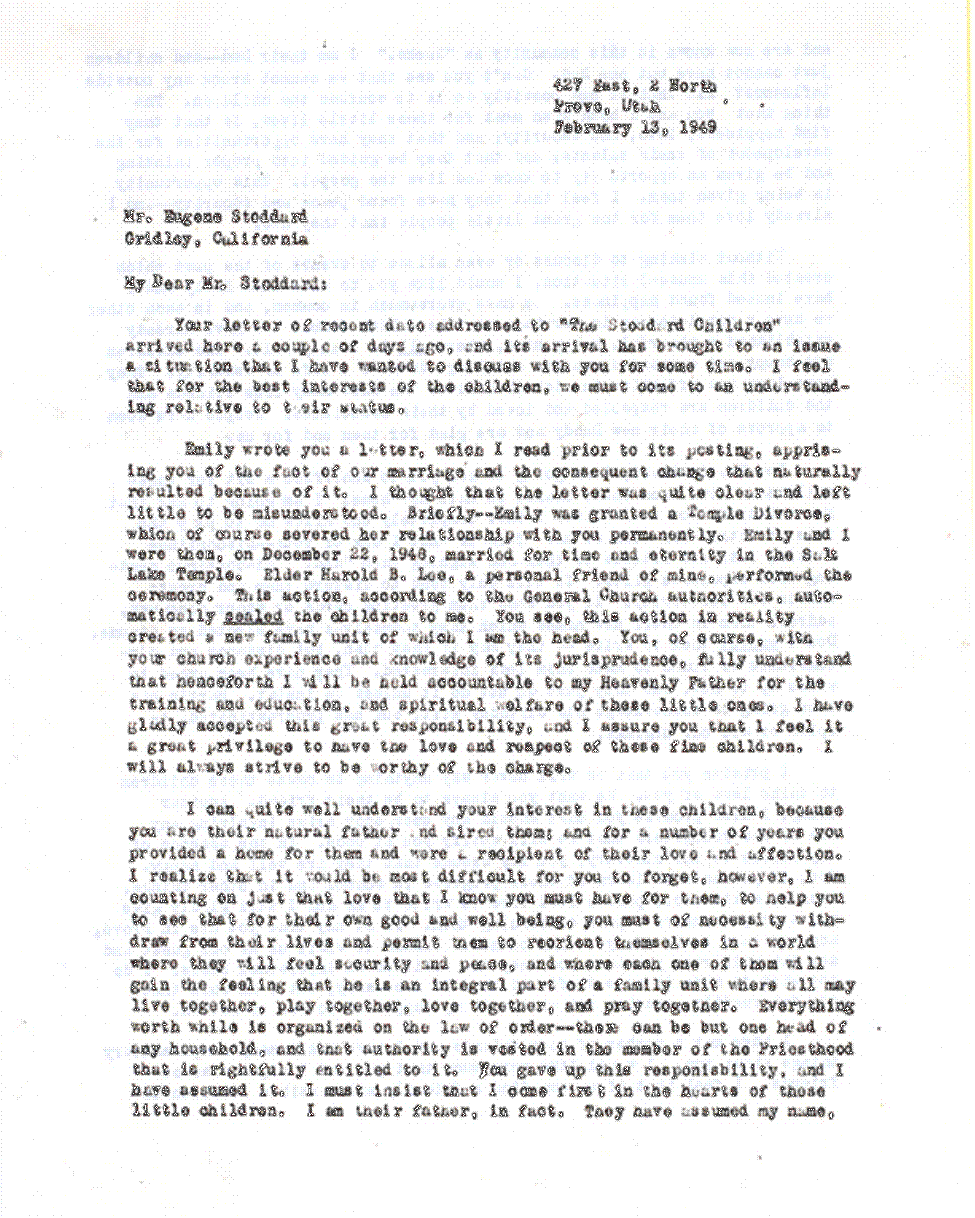 427 East, 2 North
Provo, Utah
February 13, 1949
Mr. Eugene Stoddard
Gridley, California
My Dear Mr. Stoddard:
Your letter of recent date addressed to "The Stoddard Children"
arrived here a couple of days ago, and its arrival has brought to an issue
a situation that I have wanted to discuss with you for some time. I feel
that for the best interests of the children, we must come to an understand-
ing relative to their status.
Emily wrote you a letter, which I read prior to its posting, appris-
ing you of the fact of our marriage and the consequent change that naturally
resulted because of it. I thought that the letter was quite clear and left
little to be misunderstood. Briefly--Emily was granted a Temple Divorce,
which of course severed her relationship with you permanently. Emily and I
were then, on December 22, 1948, married for time and eternity in the Salt
Lake Temple. Elder Harold B. Lee, a personal friend of mine, performed the
ceremony. This action, according to the General Church authorities, auto-
matically sealed the children to me. You see, this action in reality
created a new family unit of which I am the head. You, of course, with
your church experience and knowledge of its jurisprudence, fully understand
that henceforth I will be held accountable to my Heavenly Father for the
training and education, and spiritual welfare of these little ones. I have
gladly accepted this great responsibility, and I assure you that I feel it
a great privilege to have the love and respect of these fine children. I
will always strive to be worthy of the charge.
I can quite well understand your interest in these children, because
you are their natural father and sired them; and for a number of years you
provided a home for them and were a recipient of their love and affection.
I realize that it would be most difficult for you to forget, however, I am
counting on just that love that I know you must have for them, to help you
to see that for their own good and well being, you must of necessity with-
draw from their lives and permit them to reorient themselves in a world
where they will feel security and peace, and where each one of them will
gain the feeling that he is an integral part of a family unit where all may
live together, play together, love together, and pray together. Everything
worth while is organized on the law of order--there can be but one head of
any household, and that authority is vested in the member of the Priesthood
that is rightfully entitled to it. You gave up this responisbility, and I
have assumed it. I must insist that I come first in the hearts of those
little children. I am their father, in fact. They have assumed my name,